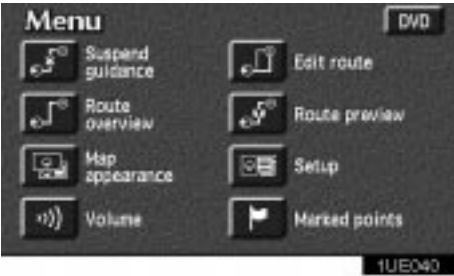 Menu
DVD
Suspend
guidance
Edit route
Route
overview
Route preview
Map
appearance
Setup
Volume
Marked points
1UE040